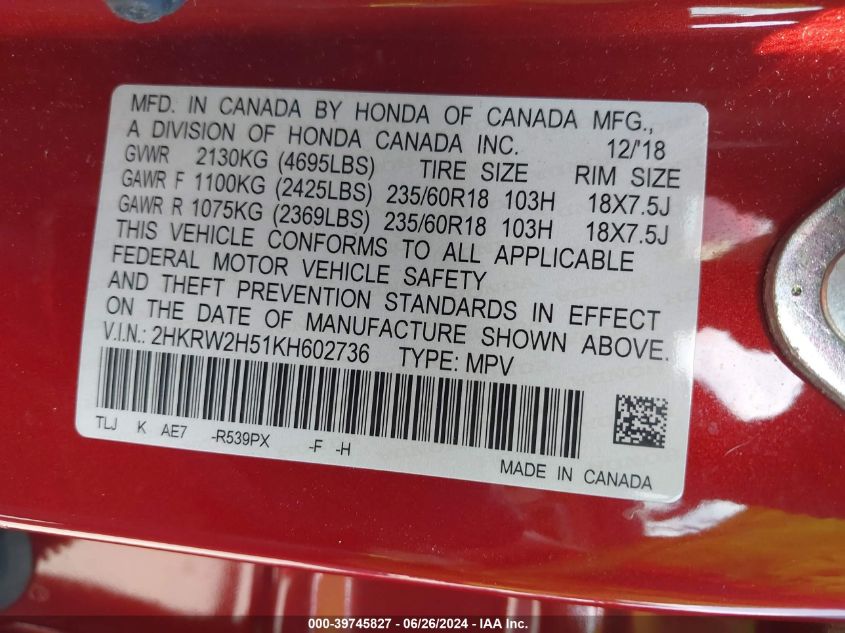 MFD. IN CANADA BY HONDA OF CANADA MFG.,
A DIVISION OF HONDA CANADA INC. 12/'18
GVWR 2130KG (4695LBS) TIRE SIZE RIM SIZE
GAWR F 1100KG (2425LBS) 235/60R18 103H 18X7.5J
GAWR R 1075KG (2369LBS) 235/60R18 103H 18X7.5J
THIS VEHICLE CONFORMS TO ALL APPLICABLE
FEDERAL MOTOR VEHICLE SAFETY
AND THEFT PREVENTION STANDARDS IN EFFECT
ON THE DATE OF MANUFACTURE SHOWN ABOVE.
V.I.N.: 2HKRW2H51KH602736 TYPE: MPV
TLJ K AE7 -R539PX -F -H
MADE IN CANADA
000-39745827 - 06/26/2024 - IAA Inc.